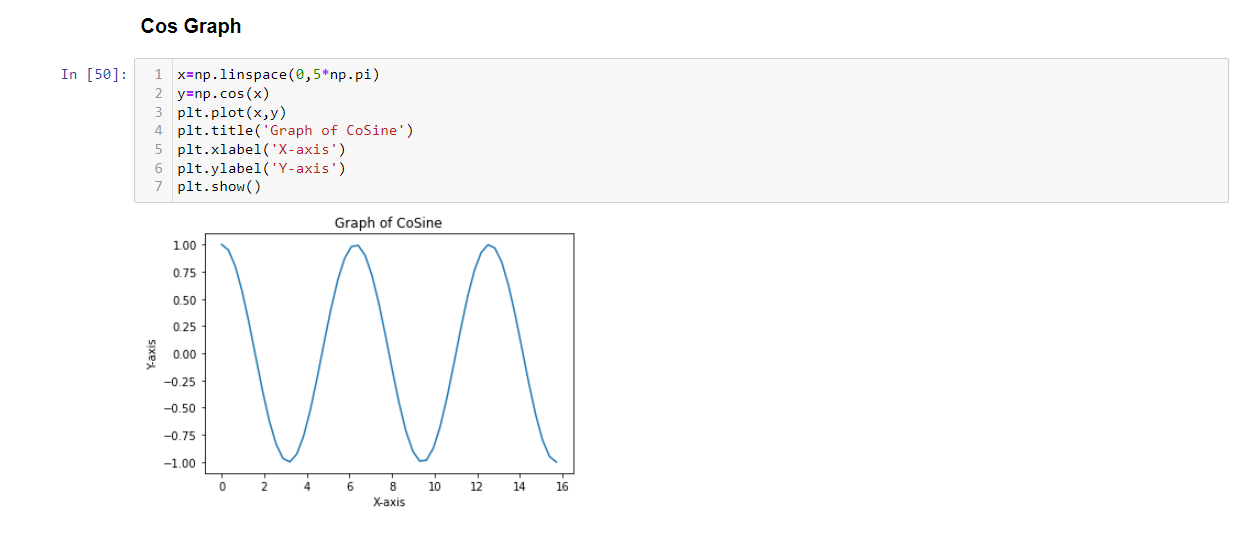 Cos Graph
In [50]:
1 x=np.linspace(0,5*np.pi)
2 y=np.cos(x)
3 plt.plot(x,y)
4 plt.title('Graph of CoSine')
5 plt.xlabel('X-axis')
6 plt.ylabel('Y-axis')
7 plt.show()
Graph of CoSine
1.00
0.75
0.50
0.25
0.00
−0.25
−0.50
−0.75
−1.00
Y-axis
0 2 4 6 8 10 12 14 16
X-axis